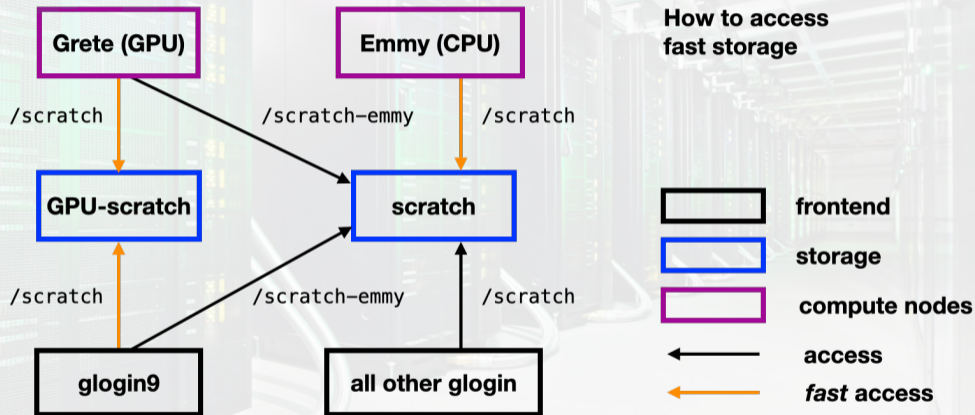 Grete (GPU)
Emmy (CPU)
How to access
fast storage
/scratch
/scratch-emmy
/scratch
GPU-scratch
scratch
frontend
storage
/scratch
/scratch-emmy
/scratch
compute nodes
access
glogin9
all other glogin
fast access